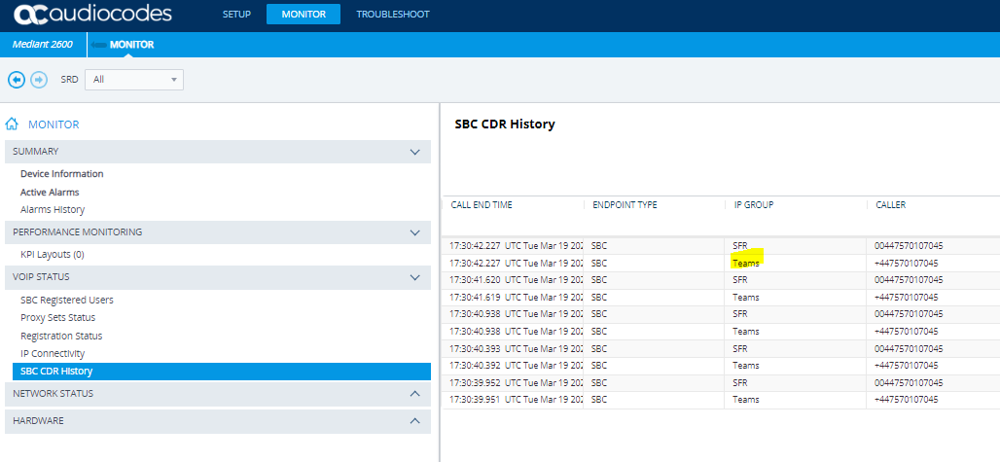 audiocodes SETUP MONITOR TROUBLESHOOT
Mediant 2600 MONITOR
SRD All
MONITOR
SUMMARY
Device Information
Active Alarms
Alarms History
PERFORMANCE MONITORING
KPI Layouts (0)
VOIP STATUS
SBC Registered Users
Proxy Sets Status
Registration Status
IP Connectivity
SBC CDR History
NETWORK STATUS
HARDWARE
SBC CDR History
CALL END TIME ENDPOINT TYPE IP GROUP CALLER
17:30:42.227 UTC Tue Mar 19 202 SBC SFR 00447570107045
17:30:42.227 UTC Tue Mar 19 202 SBC Teams +447570107045
17:30:41.620 UTC Tue Mar 19 202 SBC SFR 00447570107045
17:30:41.619 UTC Tue Mar 19 202 SBC Teams +447570107045
17:30:40.938 UTC Tue Mar 19 202 SBC SFR 00447570107045
17:30:40.938 UTC Tue Mar 19 202 SBC Teams +447570107045
17:30:40.393 UTC Tue Mar 19 202 SBC SFR 00447570107045
17:30:40.392 UTC Tue Mar 19 202 SBC Teams +447570107045
17:30:39.952 UTC Tue Mar 19 202 SBC SFR 00447570107045
17:30:39.951 UTC Tue Mar 19 202 SBC Teams +447570107045